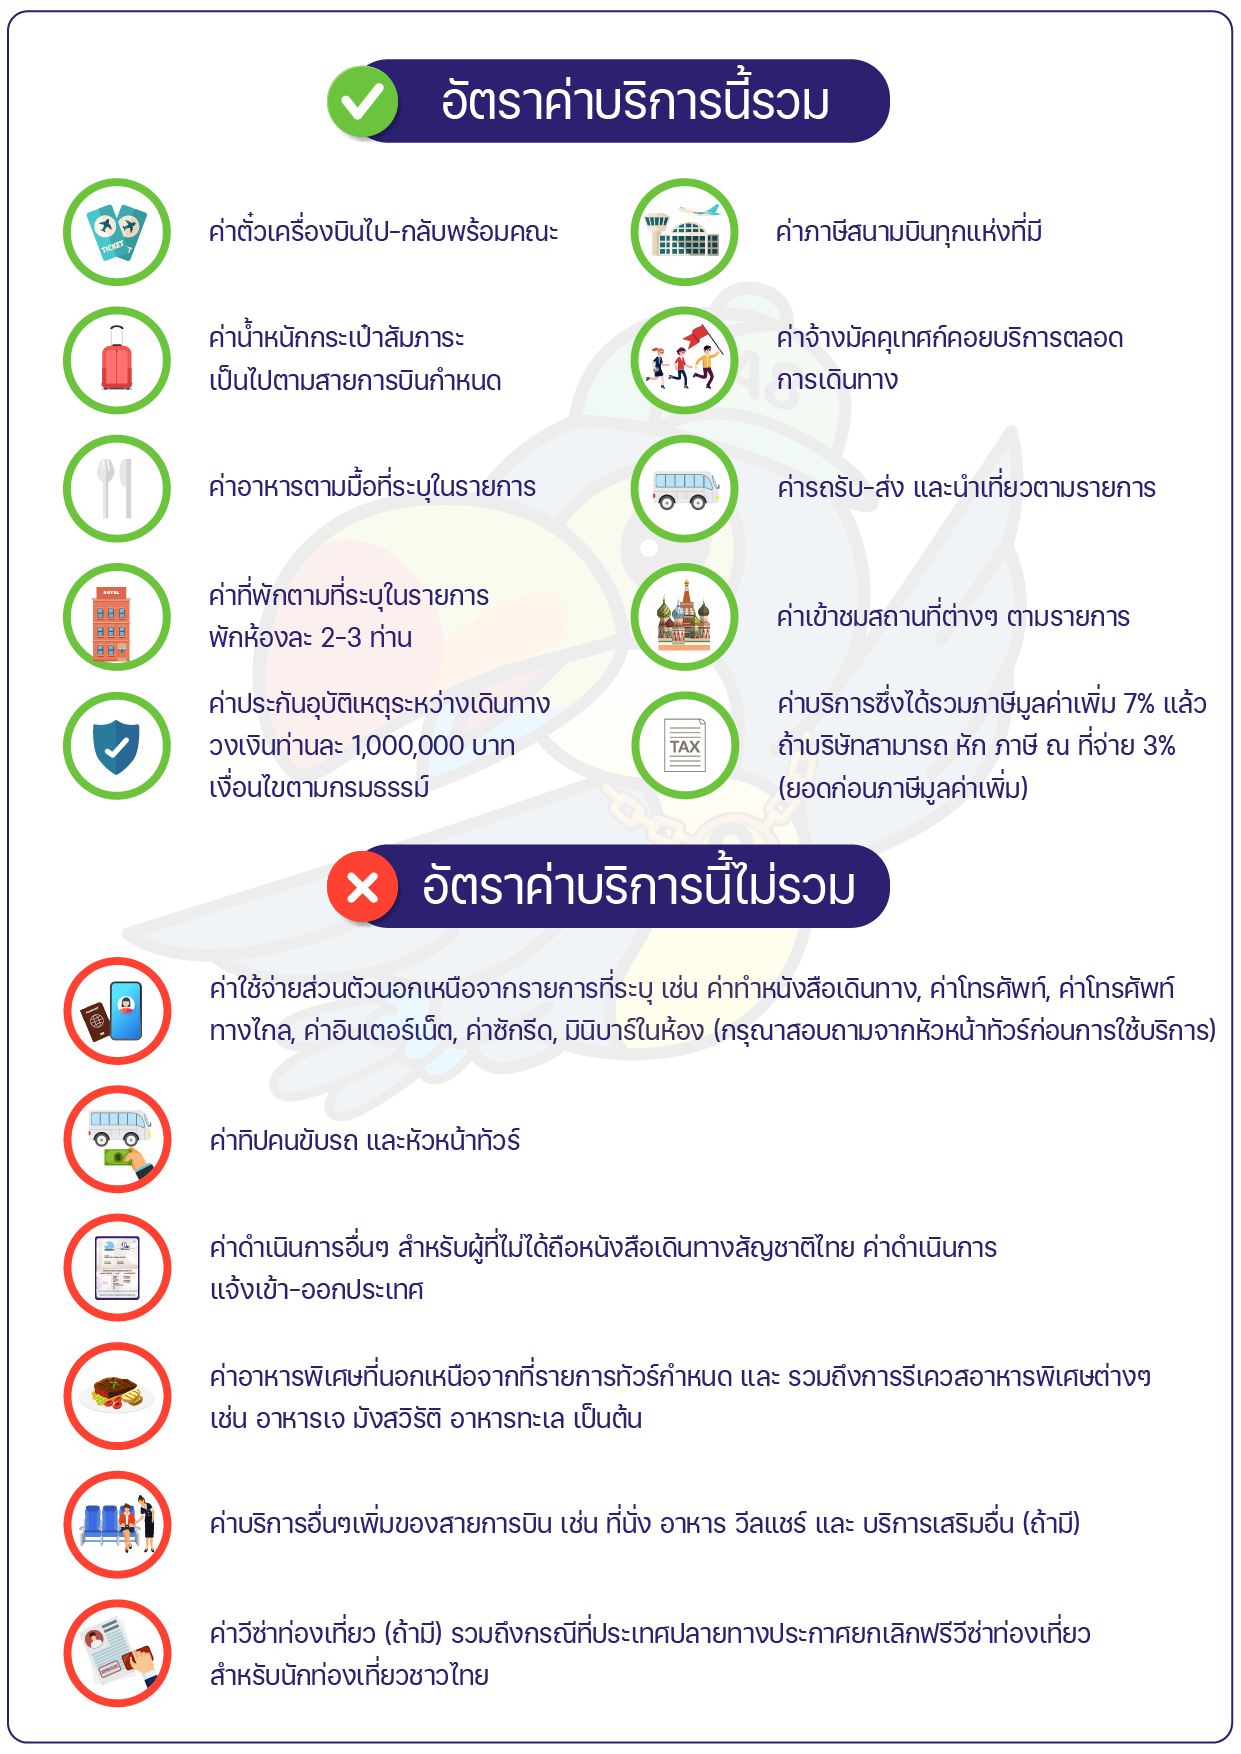 อัตราค่าบริการนี้รวม
ค่าตั๋วเครื่องบินไป-กลับพร้อมคณะ
ค่าภาษีสนามบินทุกแห่งที่มี
ค่าน้ำหนักกระเป๋าสัมภาระ
เป็นไปตามสายการบินกำหนด
ค่าจ้างมัคคุเทศก์คอยบริการตลอด
การเดินทาง
ค่าอาหารตามมื้อที่ระบุในรายการ
ค่ารถรับ-ส่ง และนำเที่ยวตามรายการ
ค่าที่พักตามที่ระบุในรายการ
พักห้องละ 2-3 ท่าน
ค่าเข้าชมสถานที่ต่างๆ ตามรายการ
ค่าประกันอุบัติเหตุระหว่างเดินทาง
วงเงินท่านละ 1,000,000 บาท
เงื่อนไขตามกรมธรรม์
ค่าบริการซึ่งได้รวมภาษีมูลค่าเพิ่ม 7% แล้ว
ถ้าบริษัทสามารถ หัก ภาษี ณ ที่จ่าย 3%
(ยอดก่อนภาษีมูลค่าเพิ่ม)
TICKET
HOTEL
TAX
A8
อัตราค่าบริการนี้ไม่รวม
ค่าใช้จ่ายส่วนตัวนอกเหนือจากรายการที่ระบุ เช่น ค่าทำหนังสือเดินทาง, ค่าโทรศัพท์, ค่าโทรศัพท์
ทางไกล, ค่าอินเตอร์เน็ต, ค่าซักรีด, มินิบาร์ในห้อง (กรุณาสอบถามจากหัวหน้าทัวร์ก่อนการใช้บริการ)
ค่าทิปคนขับรถ และหัวหน้าทัวร์
ค่าดำเนินการอื่นๆ สำหรับผู้ที่ไม่ได้ถือหนังสือเดินทางสัญชาติไทย ค่าดำเนินการ
แจ้งเข้า-ออกประเทศ
ค่าอาหารพิเศษที่นอกเหนือจากที่รายการทัวร์กำหนด และ รวมถึงการรีเควสอาหารพิเศษต่างๆ
เช่น อาหารเจ มังสวิรัติ อาหารทะเล เป็นต้น
ค่าบริการอื่นๆเพิ่มของสายการบิน เช่น ที่นั่ง อาหาร วีลแชร์ และ บริการเสริมอื่น (ถ้ามี)
ค่าวีซ่าท่องเที่ยว (ถ้ามี) รวมถึงกรณีที่ประเทศปลายทางประกาศยกเลิกฟรีวีซ่าท่องเที่ยว
สำหรับนักท่องเที่ยวชาวไทย